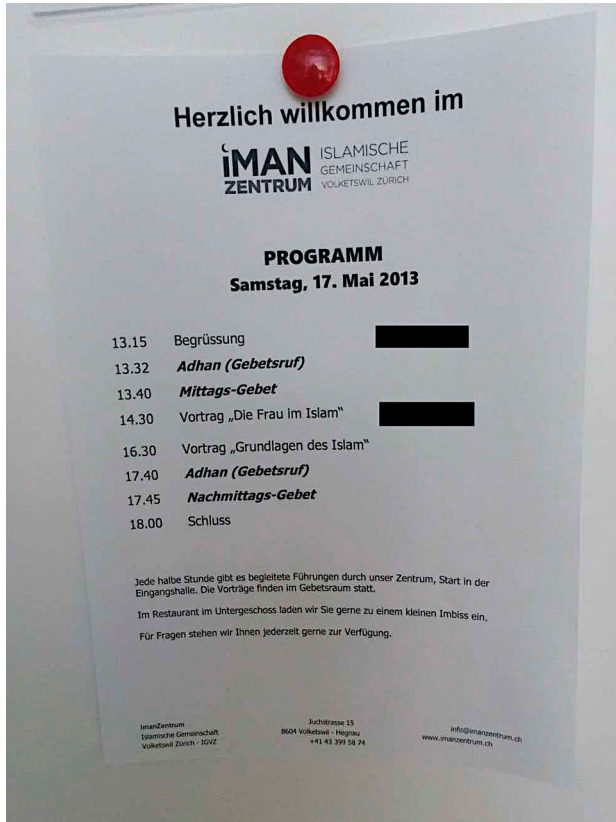 Herzlich willkommen im
iMAN ISLAMISCHE
ZENTRUM GEMEINSCHAFT
VOLKETSWIL ZÜRICH
PROGRAMM
Samstag, 17. Mai 2013
13.15 Begrüssung
13.32 Adhan (Gebetsruf)
13.40 Mittags-Gebet
14.30 Vortrag „Die Frau im Islam“
16.30 Vortrag „Grundlagen des Islam“
17.40 Adhan (Gebetsruf)
17.45 Nachmittags-Gebet
18.00 Schluss
Jede halbe Stunde gibt es begleitete Führungen durch unser Zentrum, Start in der
Eingangshalle. Die Vorträge finden im Gebetsraum statt.
Im Restaurant im Untergeschoss laden wir Sie gerne zu einem kleinen Imbiss ein.
Für Fragen stehen wir Ihnen jederzeit gerne zur Verfügung.
ImanZentrum
Islamische Gemeinschaft
Volketswil Zürich - IGVZ
Juchstrasse 15
8604 Volketswil - Hegnau
+41 43 399 58 74
info@imanzentrum.ch
www.imanzentrum.ch